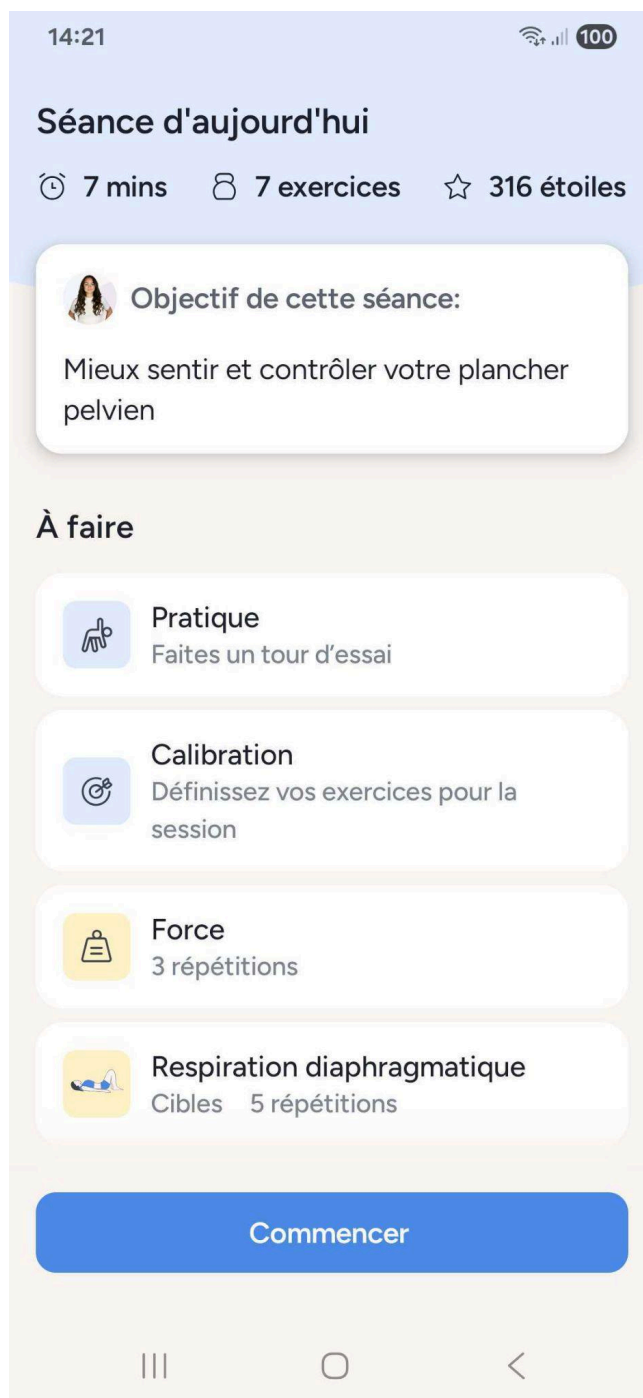 14:21
100
Séance d'aujourd'hui
7 mins 7 exercices 316 étoiles
Objectif de cette séance:
Mieux sentir et contrôler votre plancher
pelvien
À faire
Pratique
Faites un tour d’essai
Calibration
Définissez vos exercices pour la
session
Force
3 répétitions
Respiration diaphragmatique
Cibles 5 répétitions
Commencer